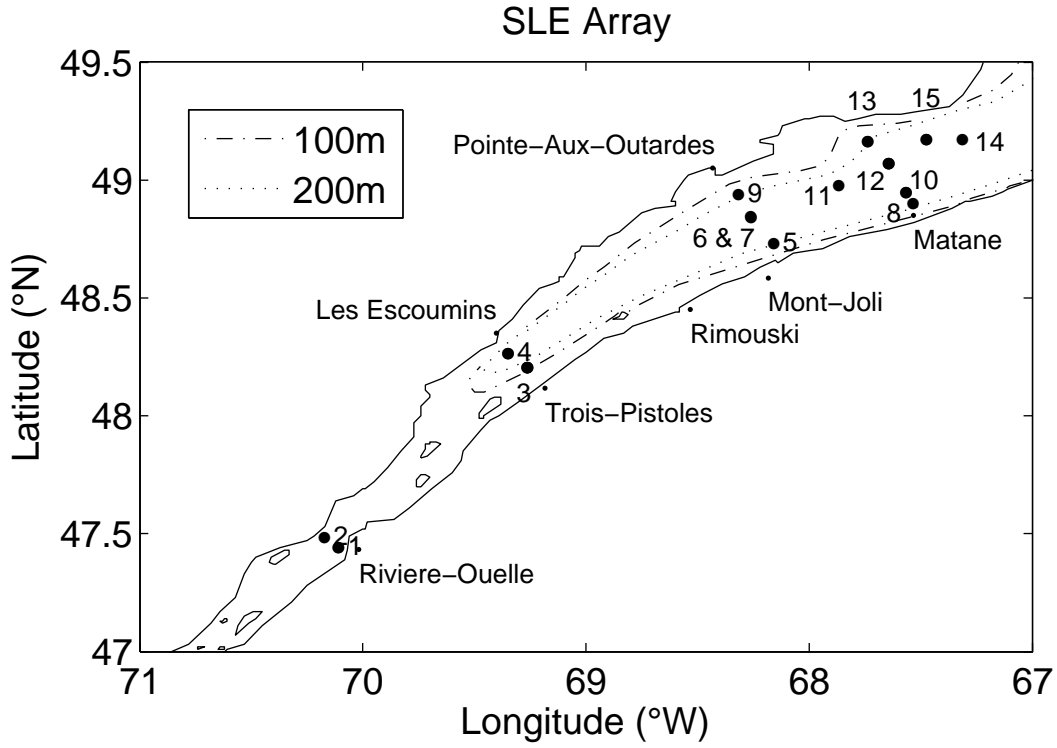 SLE Array
49.5
49
48.5
48
47.5
47
Latitude (°N)
100m
200m
Pointe−Aux−Outardes
13
15
14
12
11
10
9
8
Matane
6 & 7
5
Mont−Joli
Rimouski
Les Escoumins
4
3
Trois−Pistoles
2
1
Riviere−Ouelle
71
70
69
68
67
Longitude (°W)